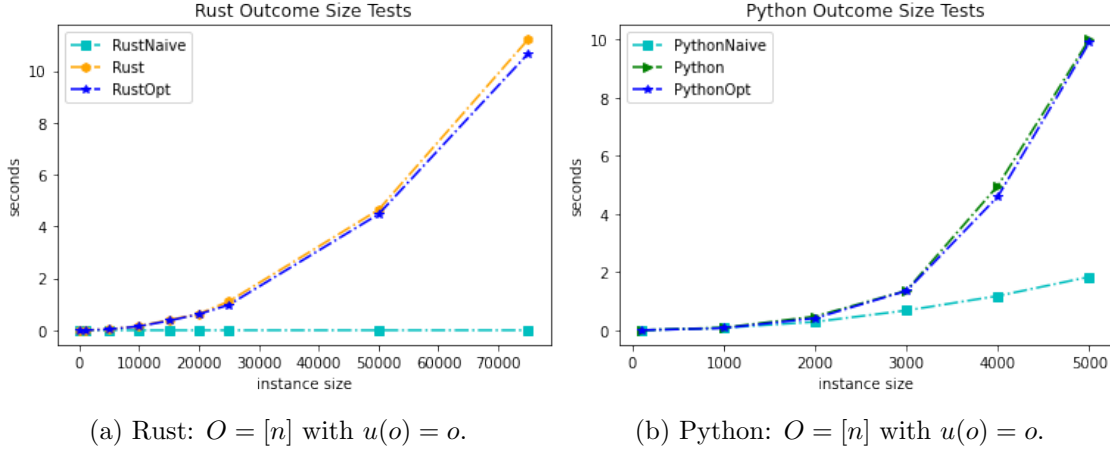 Rust Outcome Size Tests
RustNaive
Rust
RustOpt
seconds
10
8
6
4
2
0
0 10000 20000 30000 40000 50000 60000 70000
instance size
(a) Rust: O = [n] with u(o) = o.
Python Outcome Size Tests
PythonNaive
Python
PythonOpt
seconds
10
8
6
4
2
0
0 1000 2000 3000 4000 5000
instance size
(b) Python: O = [n] with u(o) = o.